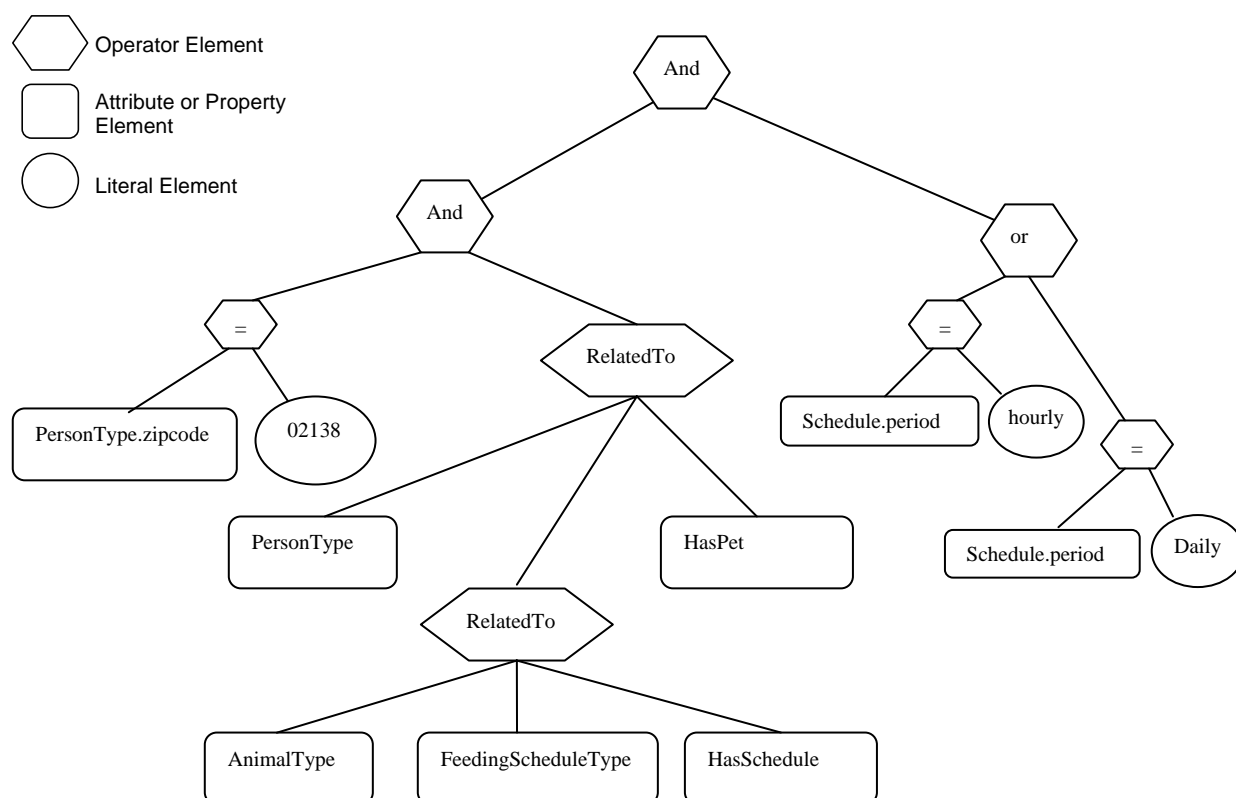 Operator Element
Attribute or Property
Element
Literal Element
And
And
or
=
RelatedTo
=
PersonType.zipcode
02138
Schedule.period
hourly
=
PersonType
HasPet
Schedule.period
Daily
RelatedTo
AnimalType
FeedingScheduleType
HasSchedule